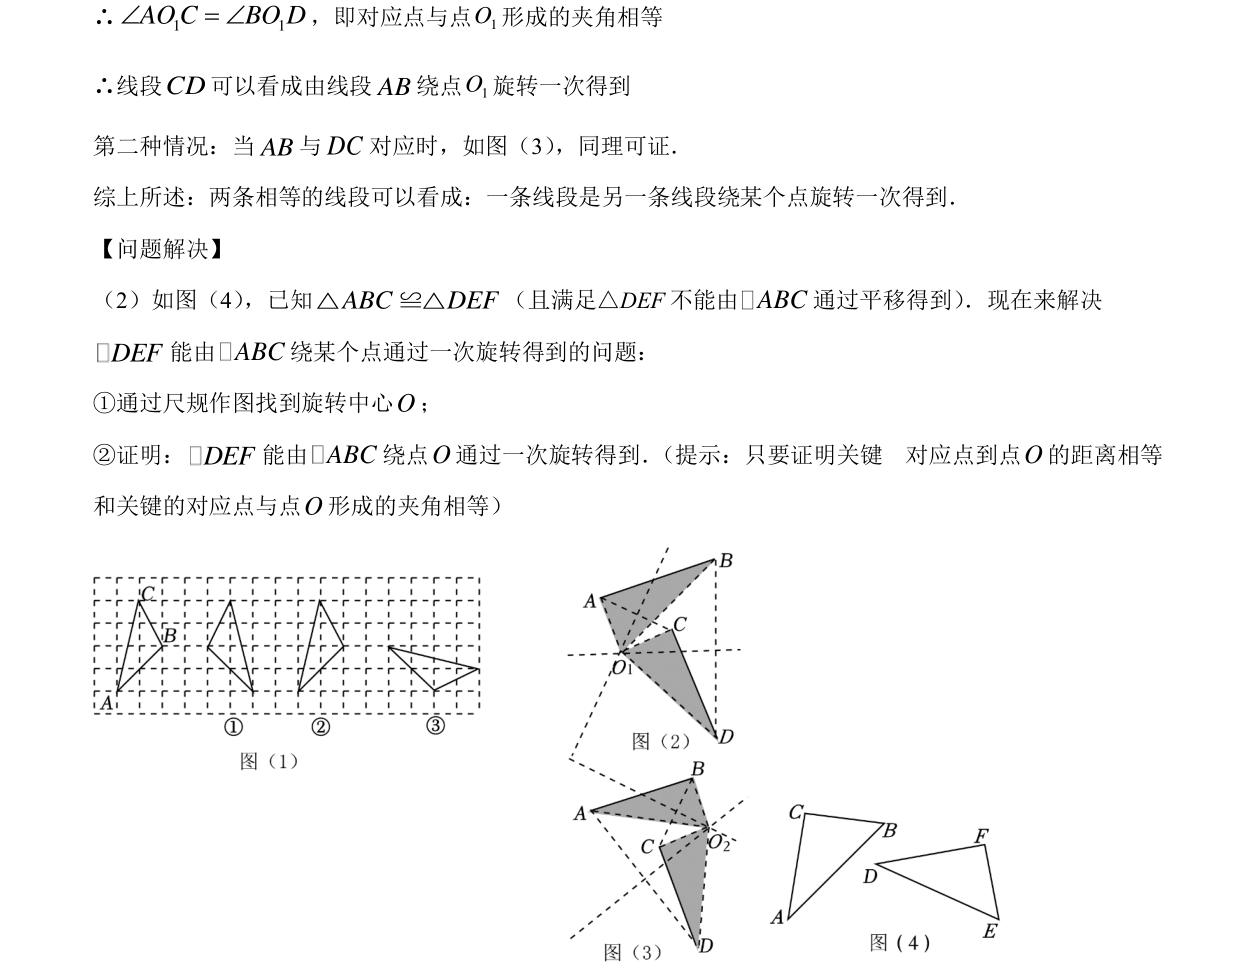 ∴∠AO₁C=∠BO₁D，即对应点与点O₁形成的夹角相等
∴线段CD可以看成由线段AB绕点O₁旋转一次得到
第二种情况：当AB与DC对应时，如图（3），同理可证．
综上所述：两条相等的线段可以看成：一条线段是另一条线段绕某个点旋转一次得到．
【问题解决】
（2）如图（4），已知△ABC≌△DEF（且满足△DEF不能由□ABC通过平移得到）．现在来解决
□DEF能由□ABC绕某个点通过一次旋转得到的问题：
①通过尺规作图找到旋转中心O；
②证明：□DEF能由□ABC绕点O通过一次旋转得到．（提示：只要证明关键 对应点到点O的距离相等
和关键的对应点与点O形成的夹角相等）
C
B
A
①
②
③
图（1）
B
A
C
O₁
D
图（2）
B
A
C
O₂
D
图（3）
C
B
F
D
A
E
图(4)